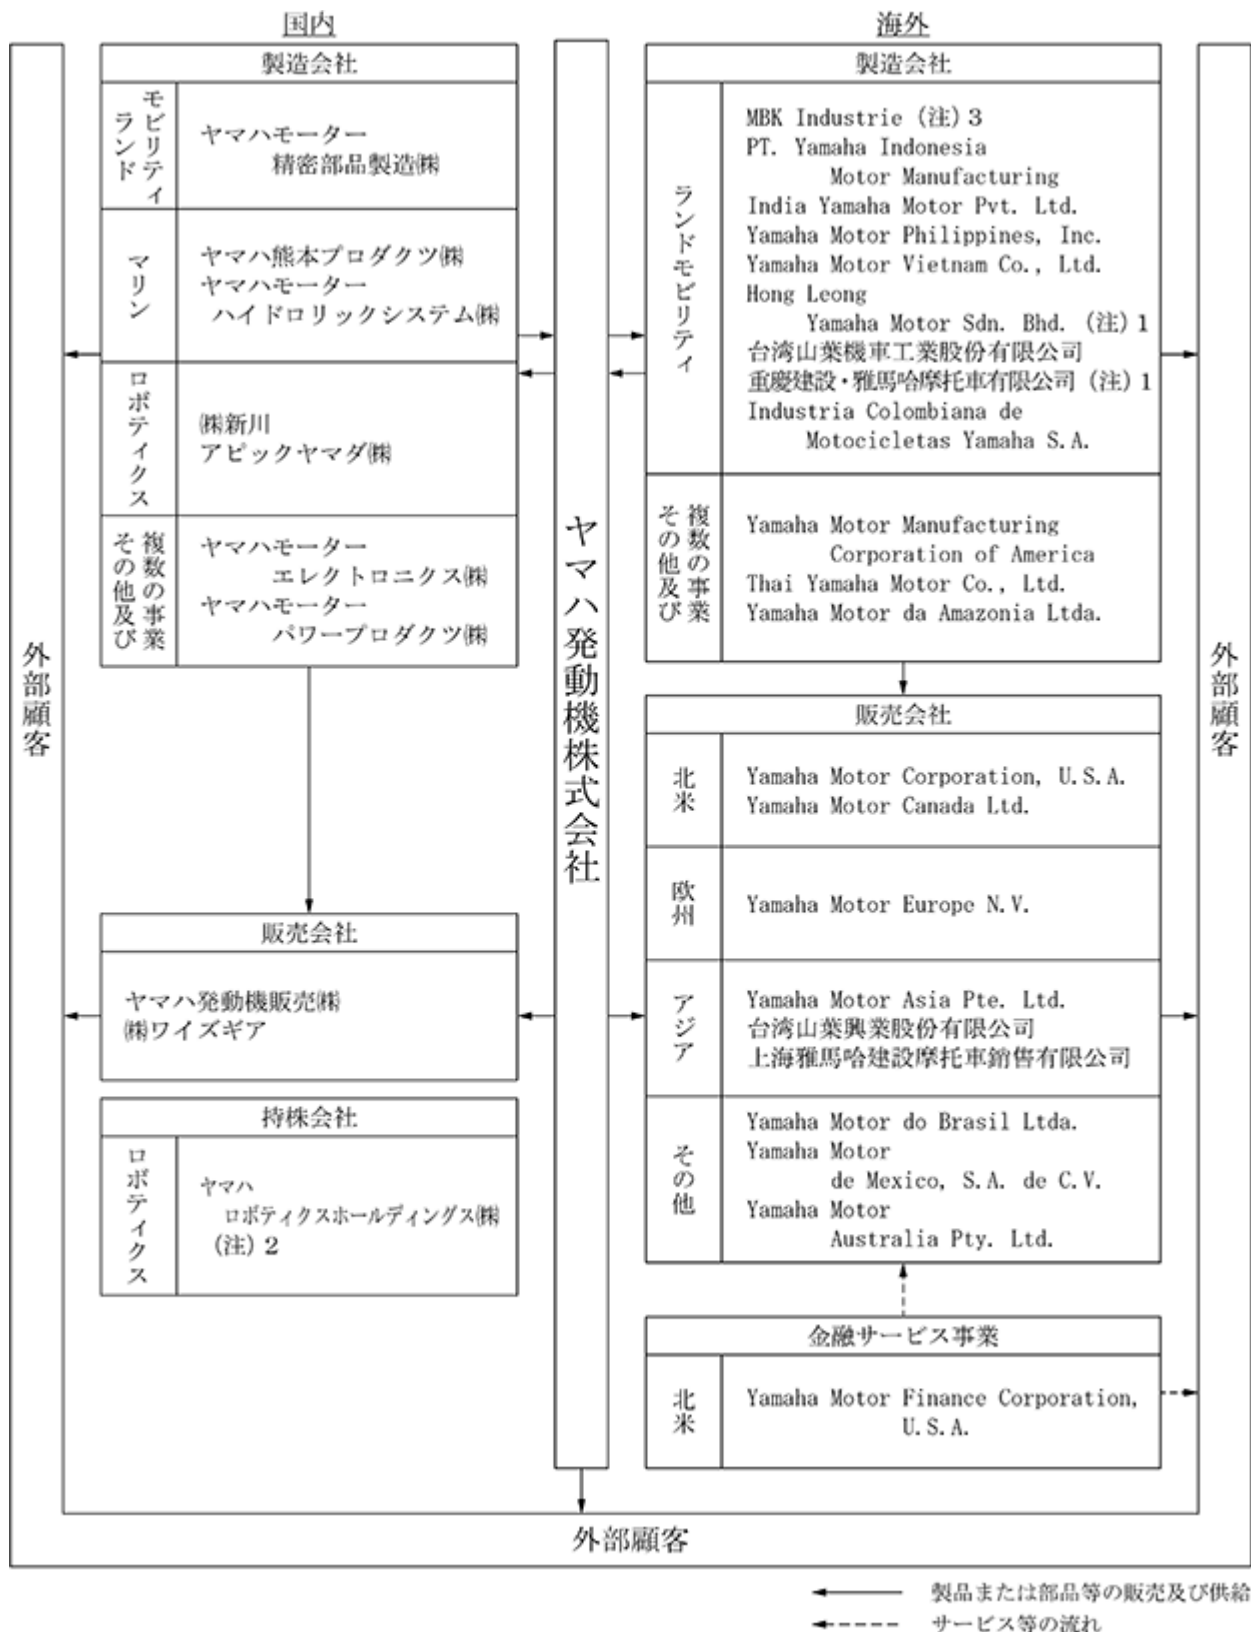 国内
海外
外部顧客
製造会社
ランド
モビリティ
ヤマハモーター
精密部品製造㈱
マリン
ヤマハ熊本プロダクツ㈱
ヤマハモーター
ハイドロリックシステム㈱
ロボティクス
㈱新川
アピックヤマダ㈱
その他及び
複数の事業
ヤマハモーター
エレクトロニクス㈱
ヤマハモーター
パワープロダクツ㈱
販売会社
ヤマハ発動機販売㈱
㈱ワイズギア
持株会社
ロボティクス
ヤマハ
ロボティクスホールディングス㈱
(注)2
ヤマハ発動機株式会社
製造会社
ランドモビリティ
MBK Industrie (注)3
PT. Yamaha Indonesia
Motor Manufacturing
India Yamaha Motor Pvt. Ltd.
Yamaha Motor Philippines, Inc.
Yamaha Motor Vietnam Co., Ltd.
Hong Leong
Yamaha Motor Sdn. Bhd. (注)1
台湾山葉機車工業股份有限公司
重慶建設・雅馬哈摩托車有限公司(注)1
Industria Colombiana de
Motocicletas Yamaha S.A.
その他及び
複数の事業
Yamaha Motor Manufacturing
Corporation of America
Thai Yamaha Motor Co., Ltd.
Yamaha Motor da Amazonia Ltda.
販売会社
北米
Yamaha Motor Corporation, U.S.A.
Yamaha Motor Canada Ltd.
欧州
Yamaha Motor Europe N.V.
アジア
Yamaha Motor Asia Pte. Ltd.
台湾山葉興業股份有限公司
上海雅馬哈建設摩托車銷售有限公司
その他
Yamaha Motor do Brasil Ltda.
Yamaha Motor
de Mexico, S.A. de C.V.
Yamaha Motor
Australia Pty. Ltd.
金融サービス事業
北米
Yamaha Motor Finance Corporation,
U.S.A.
外部顧客
外部顧客
製品または部品等の販売及び供給
サービス等の流れ